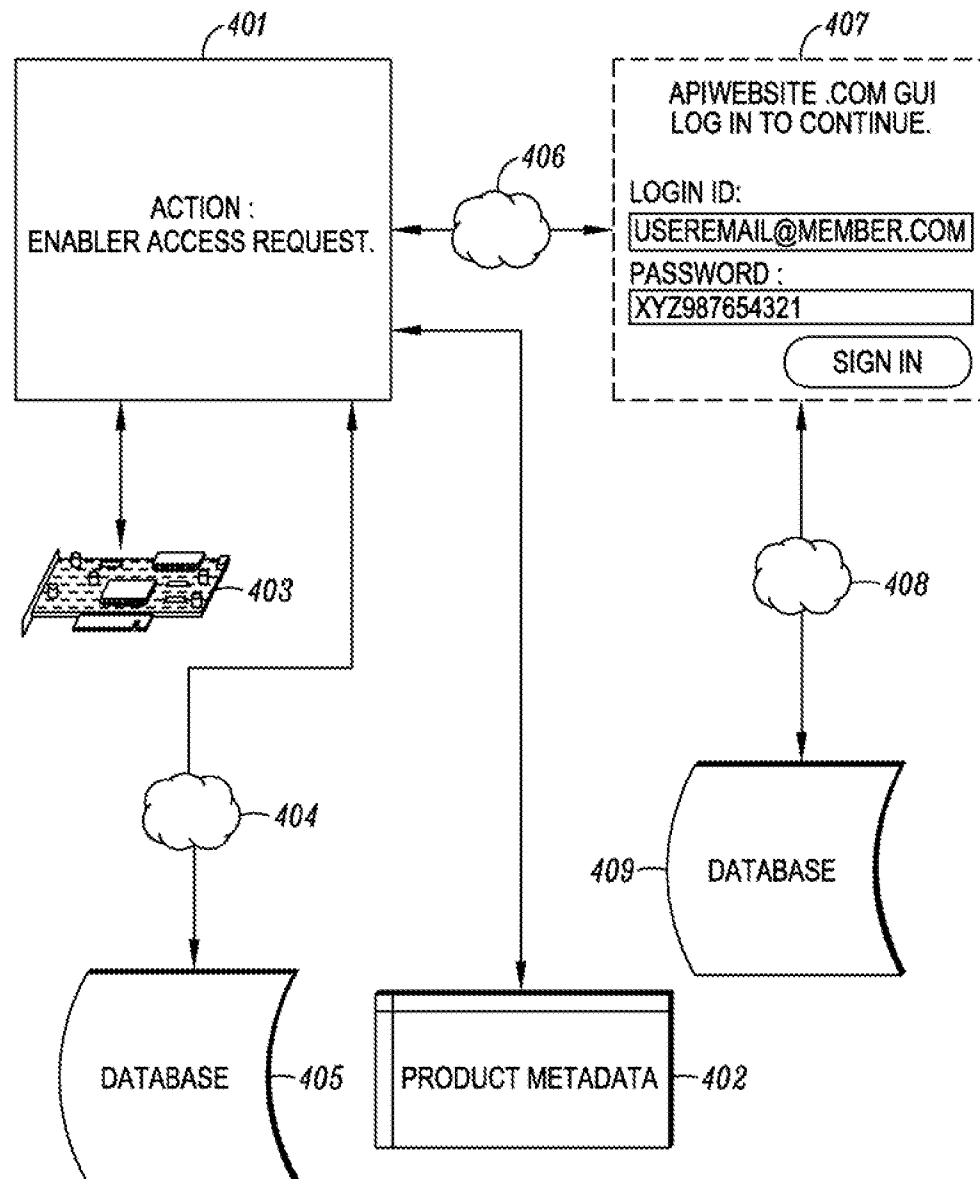 401
407
APIWEBSITE .COM GUI
LOG IN TO CONTINUE.
406
ACTION :
ENABLER ACCESS REQUEST.
LOGIN ID:
USEREMAIL@MEMBER.COM
PASSWORD :
XYZ987654321
SIGN IN
403
408
404
409
DATABASE
DATABASE
405
PRODUCT METADATA
402